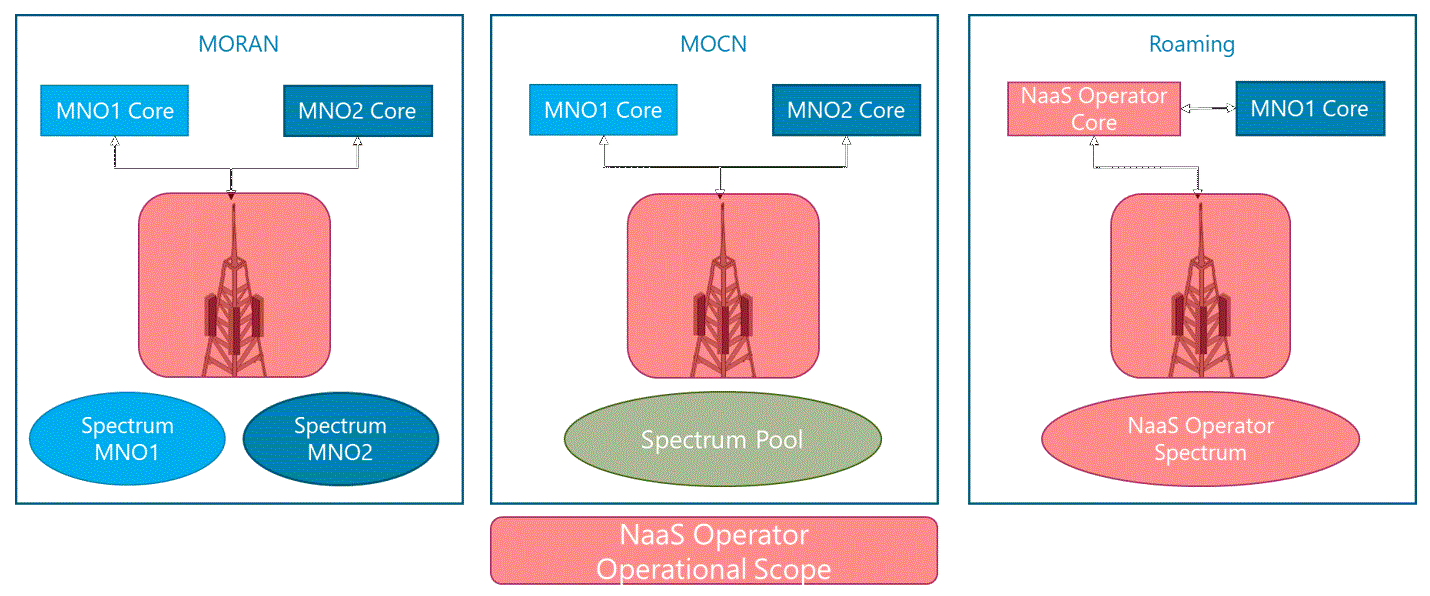 MORAN
MNO1 Core
MNO2 Core
Spectrum
MNO1
Spectrum
MNO2
MOCN
MNO1 Core
MNO2 Core
Spectrum Pool
Roaming
NaaS Operator
Core
MNO1 Core
NaaS Operator
Spectrum
NaaS Operator
Operational Scope